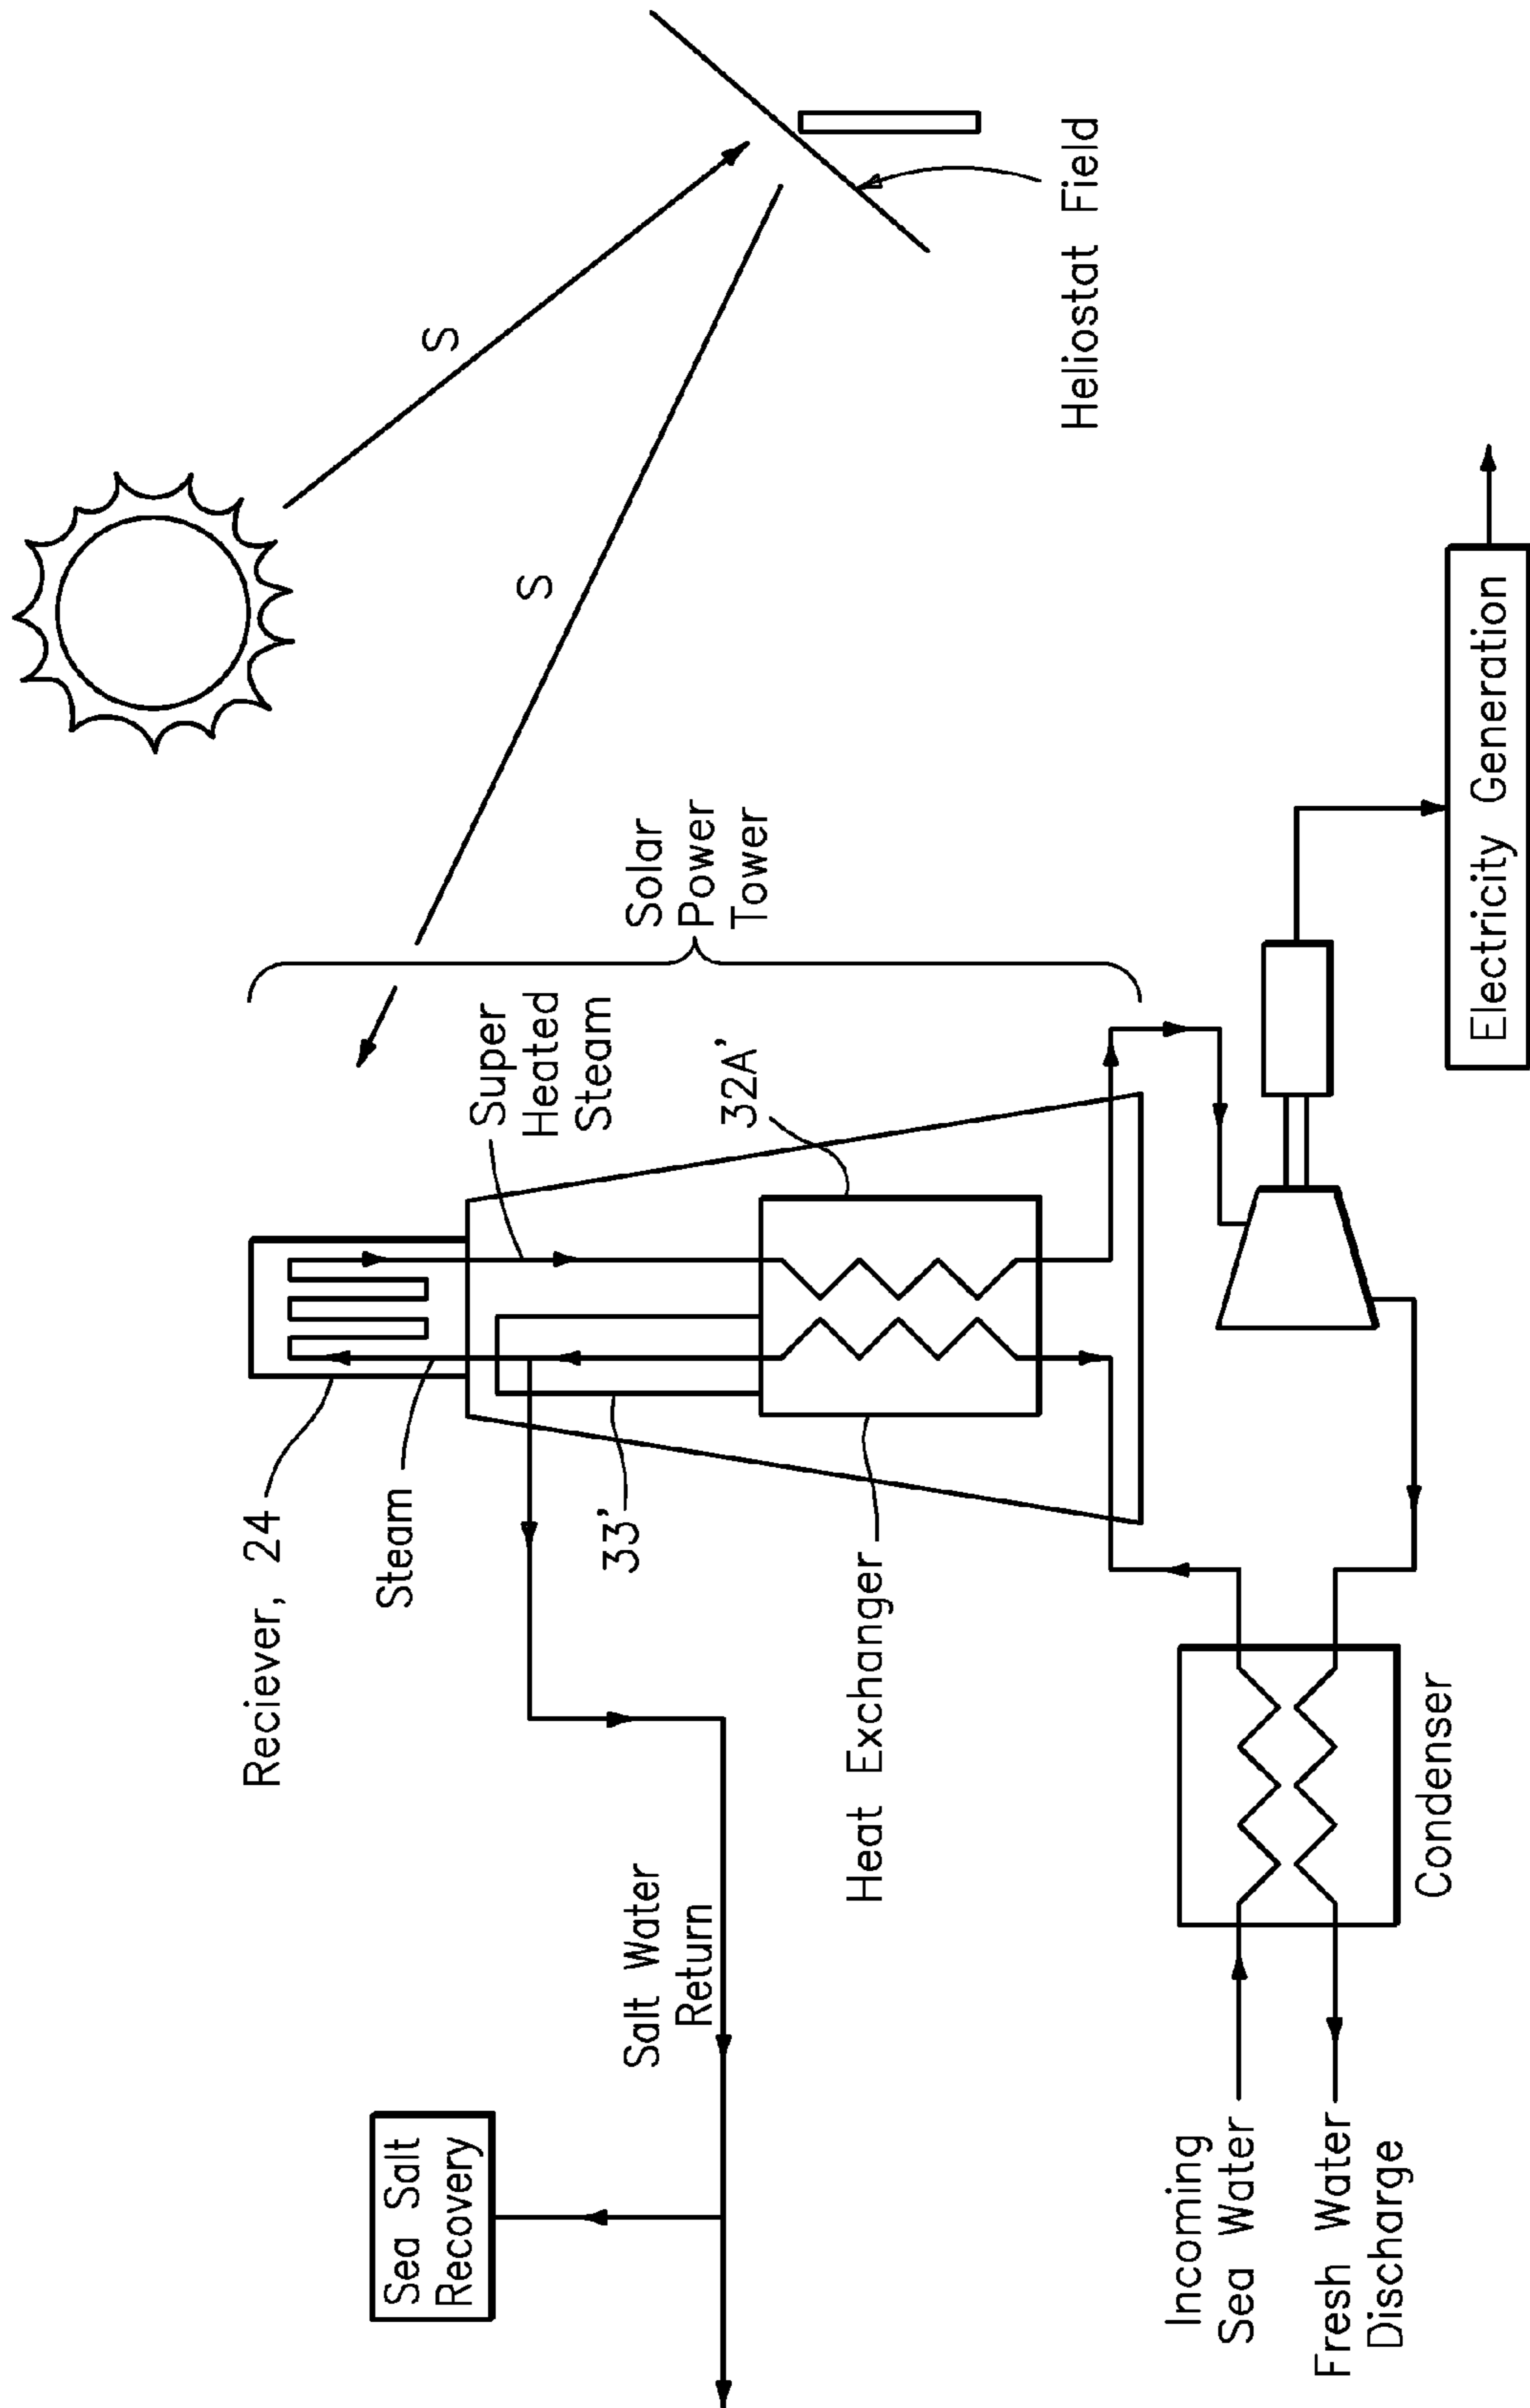 S
S
Heliostat Field
Solar
Power
Tower
Super
Heated
Steam
32A'
Reciever, 24
Steam
33'
Heat Exchanger
Salt Water
Return
Sea Salt
Recovery
Incoming
Sea Water
Fresh Water
Discharge
Condenser
Electricity Generation